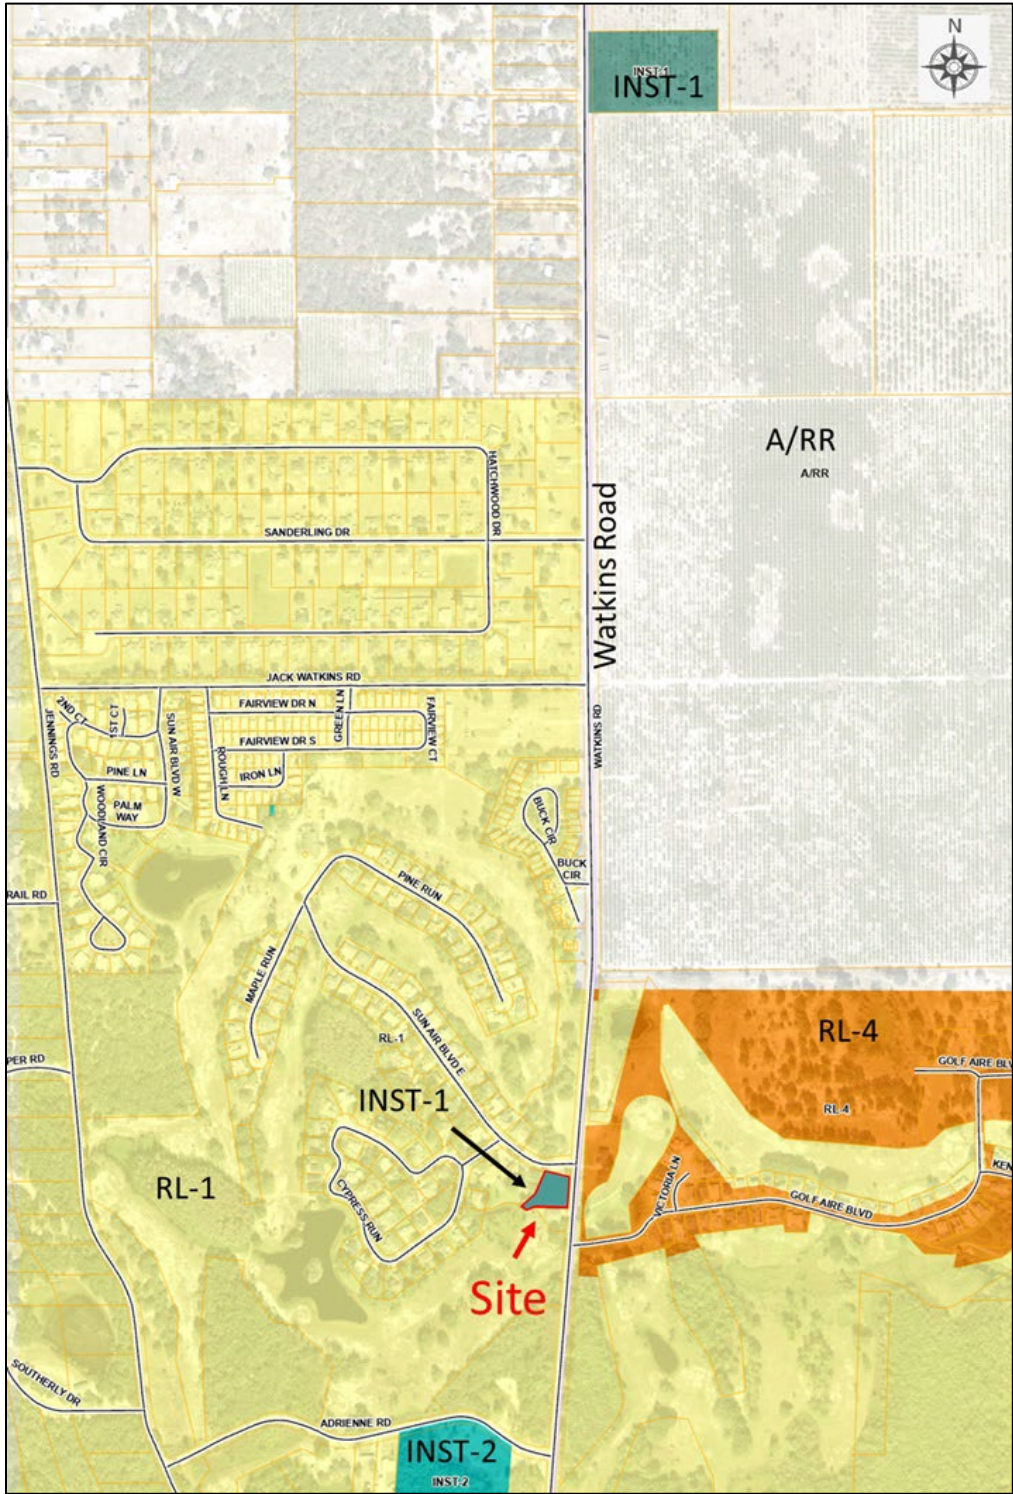 N
INST-1
INST-1
A/RR
A/RR
HATCHWOOD DR
SANDERLING DR
Watkins Road
JACK WATKINS RD
2ND CT
1ST CT
SUN AIR BLVD W
FAIRVIEW DR N
GREEN LN
FAIRVIEW CT
JENNINGS RD
FAIRVIEW DR S
WATKINS RD
PINE LN
ROUGH LN
IRON LN
PALM
WAY
WOODLAND CIR
BUCK CIR
BUCK
CIR
RAIL RD
PINE RUN
MAPLE RUN
SUN AIR BLVD E
RL-1
RL-4
PER RD
GOLF AIRE BLV
INST-1
RL-4
RL-1
CYPRESS RUN
VICTORIA LN
KEN
GOLF AIRE BLVD
Site
SOUTHERLY DR
ADRIENNE RD
INST-2
INST-2